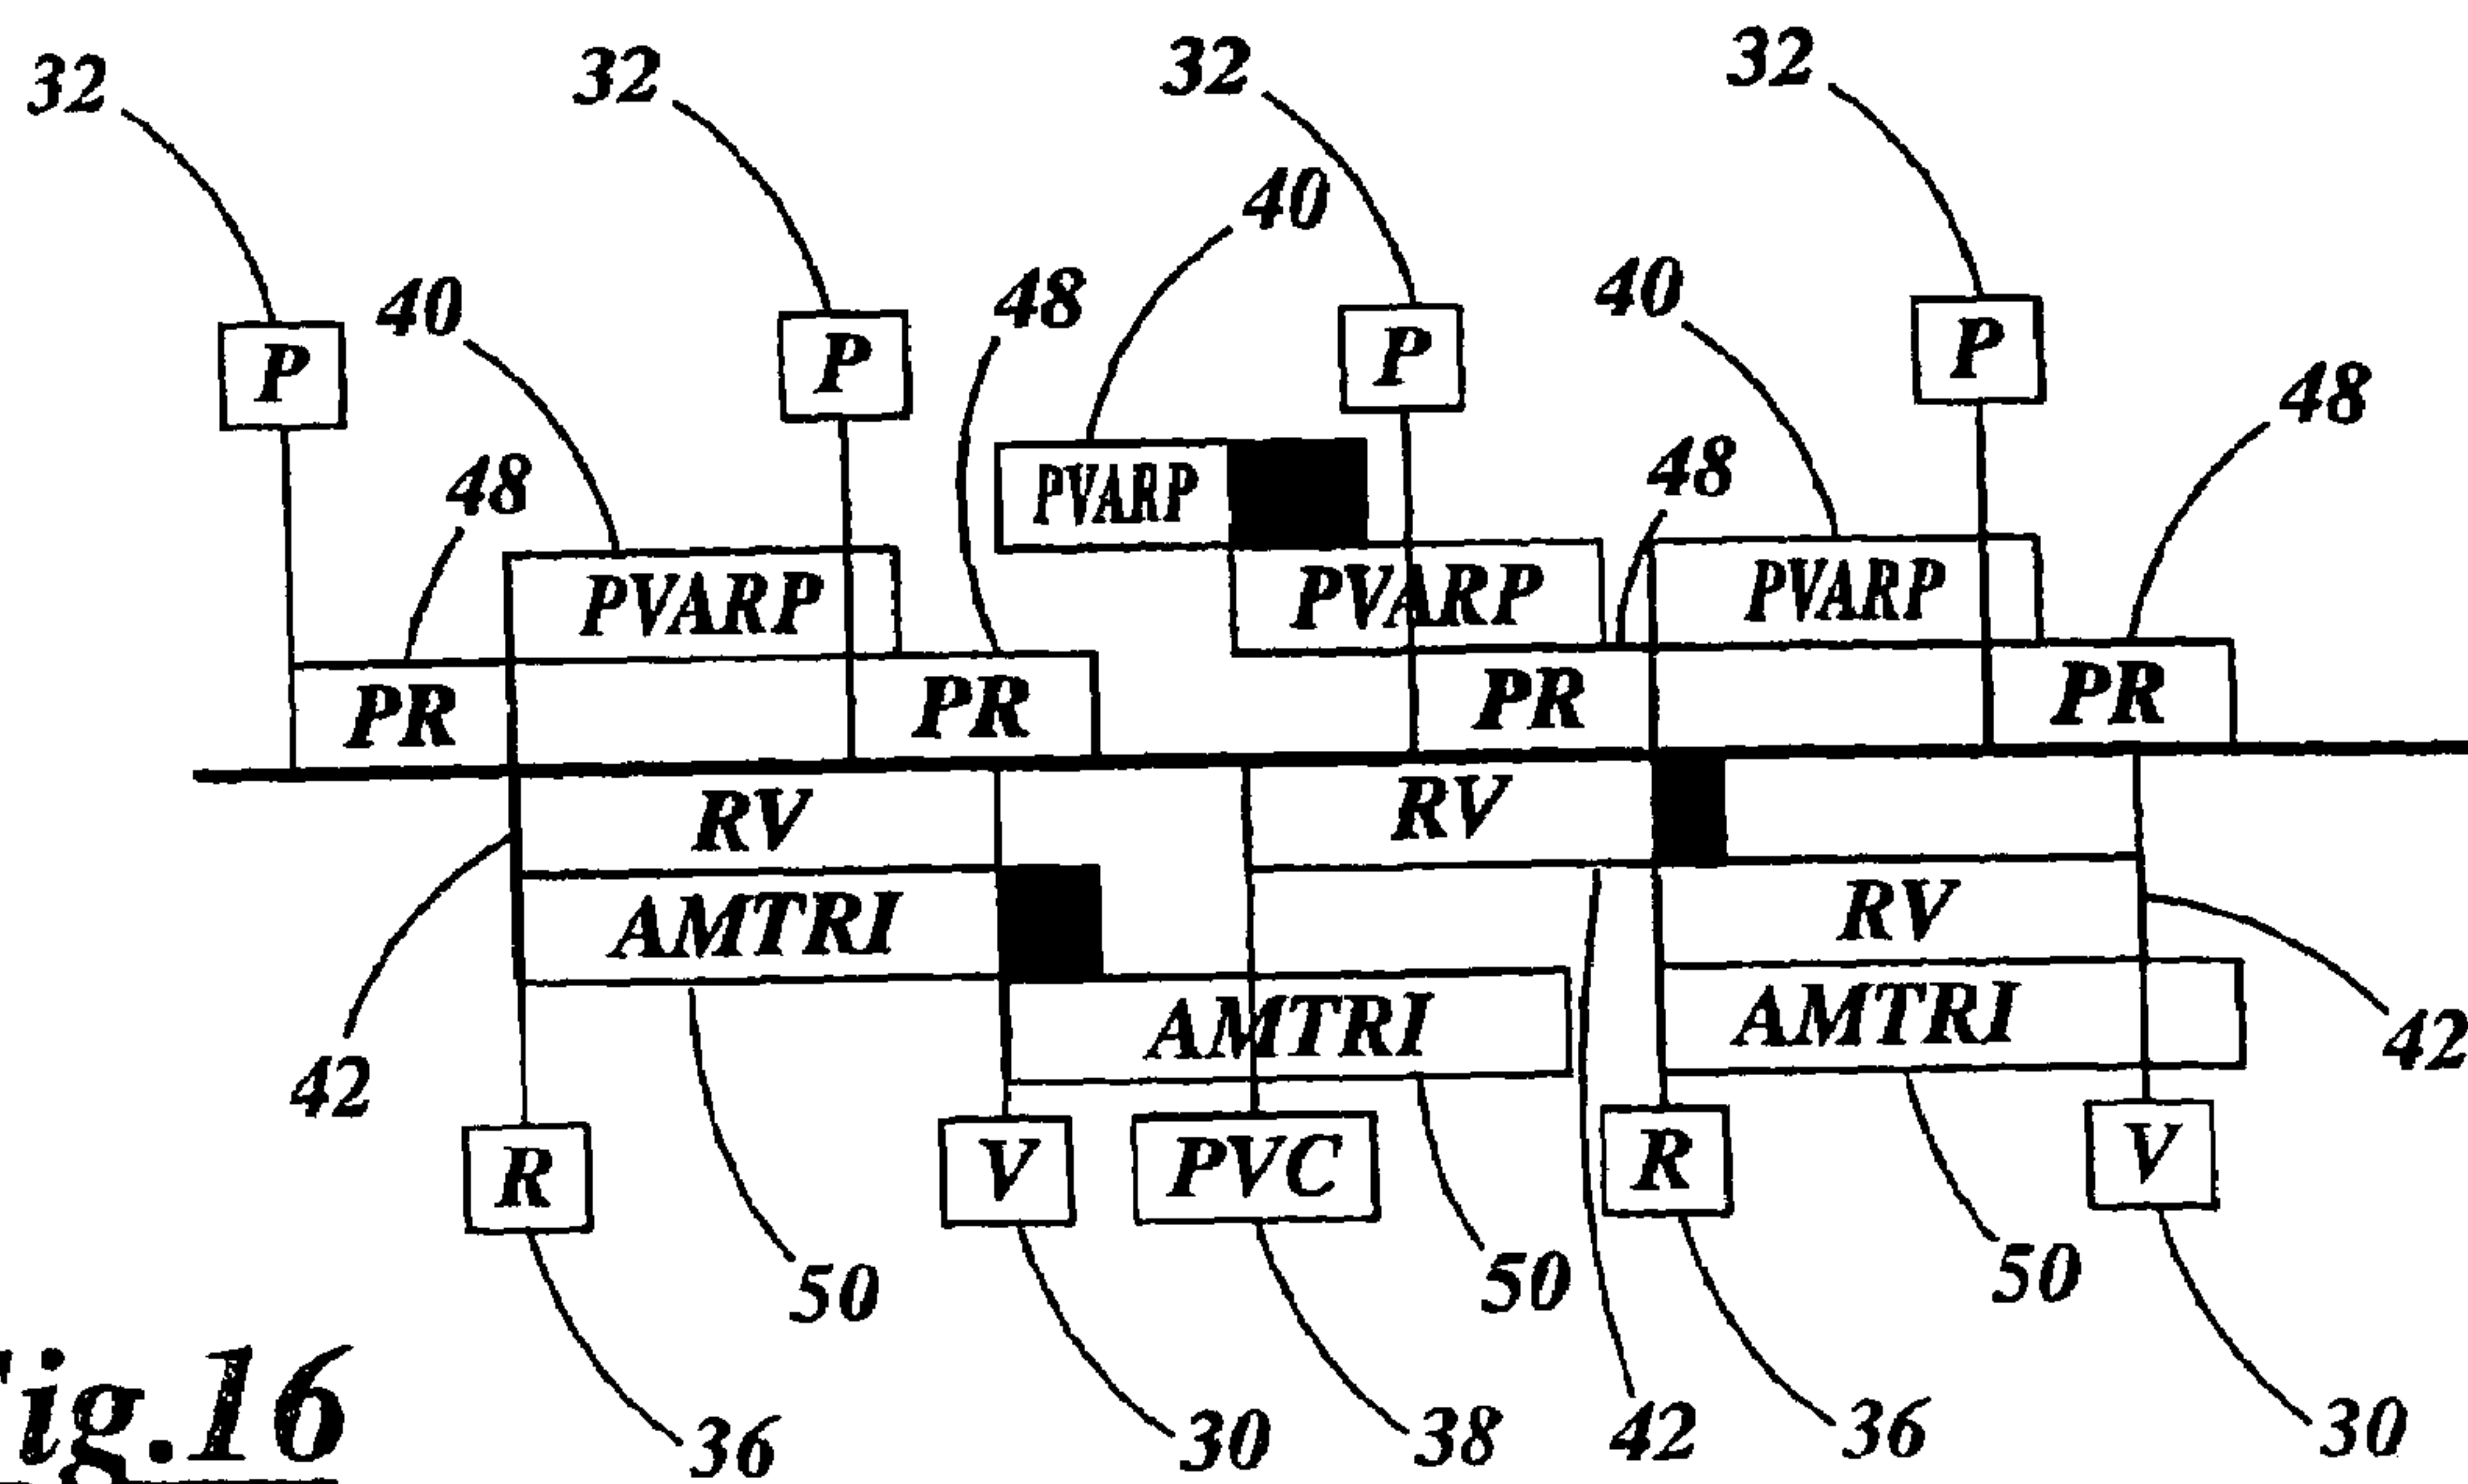 32 32 32 32
40
48 40 40
P P P P
48
PVARP 48 48
PVARP PVARP PVARP
PR PR PR PR
RV RV
AMTRI RV
AMTRI AMTRI
42 42
R V PVC R V
50 50 50
36 30 38 42 36 30
ig.16